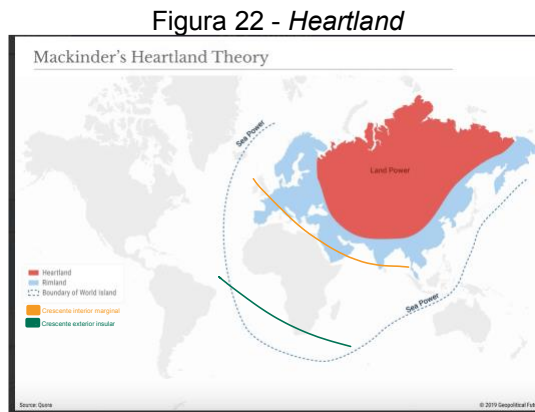 Figura 22 - Heartland
Mackinder's Heartland Theory
Sea Power
Land Power
Heartland
Rimland
Boundary of World Island
Crescente interior marginal
Crescente exterior insular
Sea Power
Source: Quora
© 2019 Geopolitical Fut